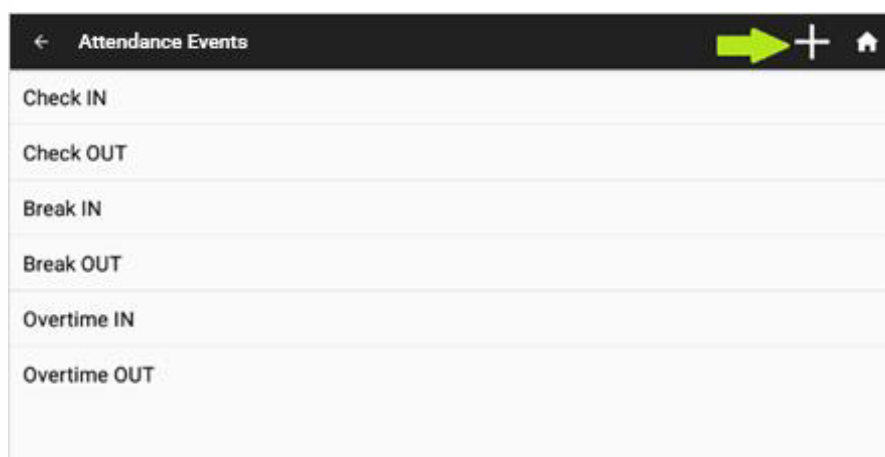 Attendance Events
Check IN
Check OUT
Break IN
Break OUT
Overtime IN
Overtime OUT